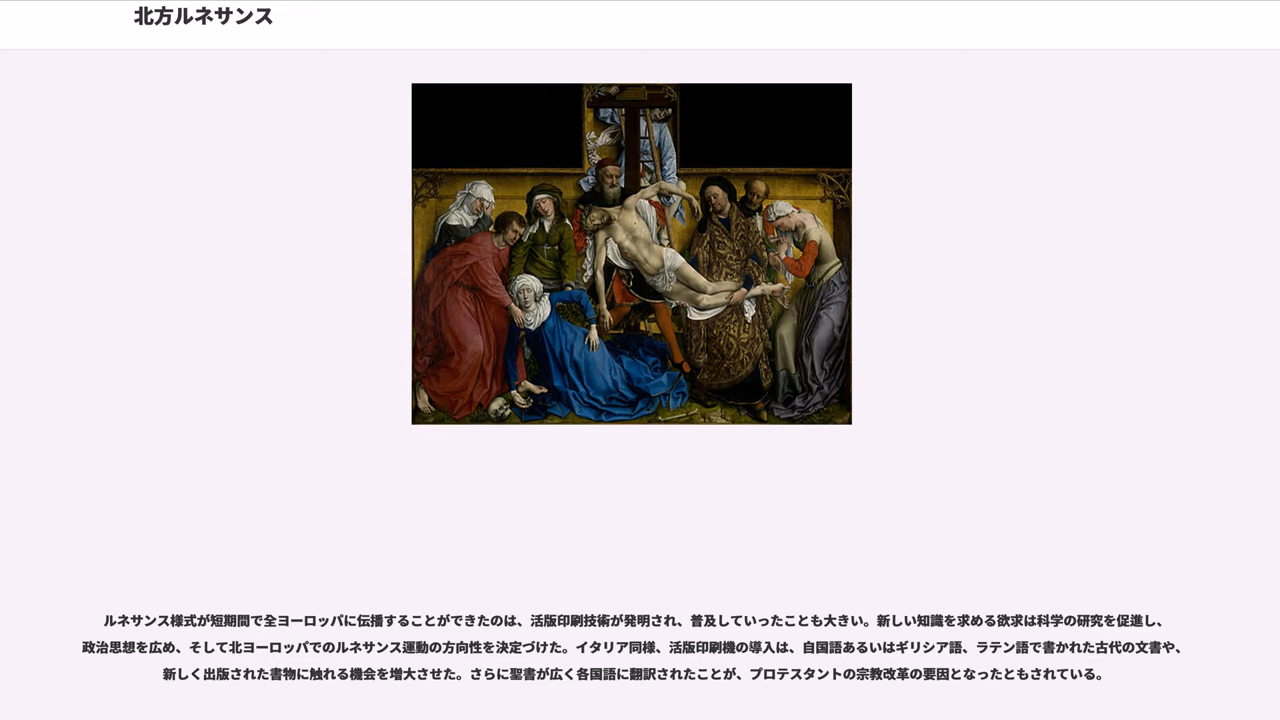 北方ルネサンス
ルネサンス様式が短期間で全ヨーロッパに伝播することができたのは、活版印刷技術が発明され、普及していったことも大きい。新しい知識を求める欲求は科学の研究を促進し、
政治思想を広め、そして北ヨーロッパでのルネサンス運動の方向性を決定づけた。イタリア同様、活版印刷機の導入は、自国語あるいはギリシア語、ラテン語で書かれた古代の文書や、
新しく出版された書物に触れる機会を増大させた。さらに聖書が広く各国語に翻訳されたことが、プロテスタントの宗教改革の要因となったともされている。